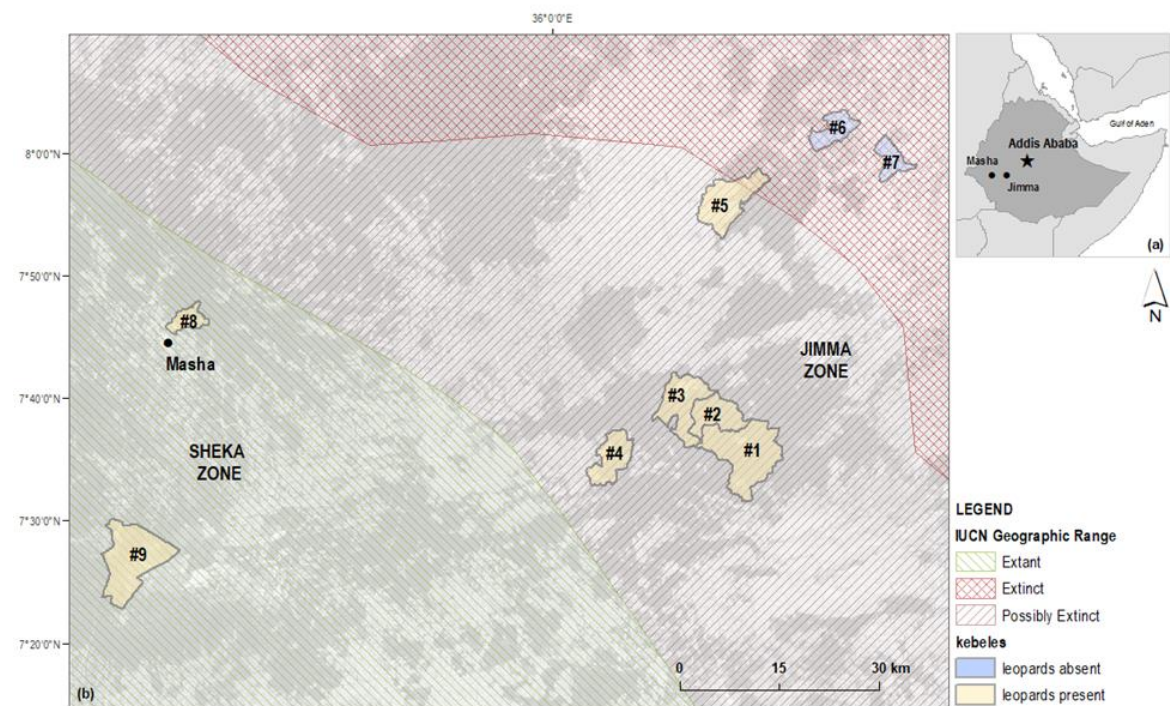 36°0'0"E
8°0'0"N
7°50'0"N
7°40'0"N
7°30'0"N
7°20'0"N
#6
#7
#5
#8
Masha
JIMMA
ZONE
#3
#2
#1
#4
SHEKA
ZONE
#9
0 15 30 km
(b)
Gulf of Aden
Addis Ababa
Masha
Jimma
(a)
N
LEGEND
IUCN Geographic Range
Extant
Extinct
Possibly Extinct
kebeles
leopards absent
leopards present